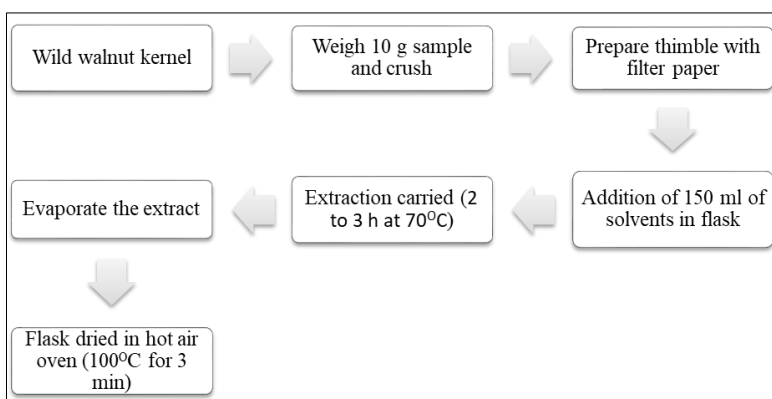 Wild walnut kernel
Weigh 10 g sample
and crush
Prepare thimble with
filter paper
Addition of 150 ml of
solvents in flask
Extraction carried (2
to 3 h at 70⁰C)
Evaporate the extract
Flask dried in hot air
oven (100⁰C for 3
min)